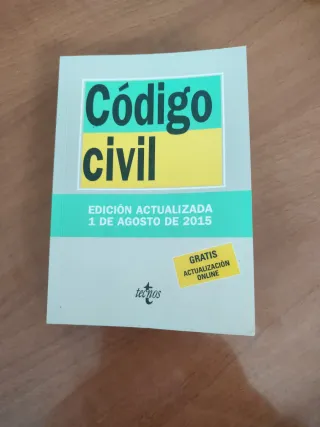 Código
civil
EDICIÓN ACTUALIZADA
1 DE AGOSTO DE 2015
GRATIS
ACTUALIZACIÓN
ONLINE
tecnos